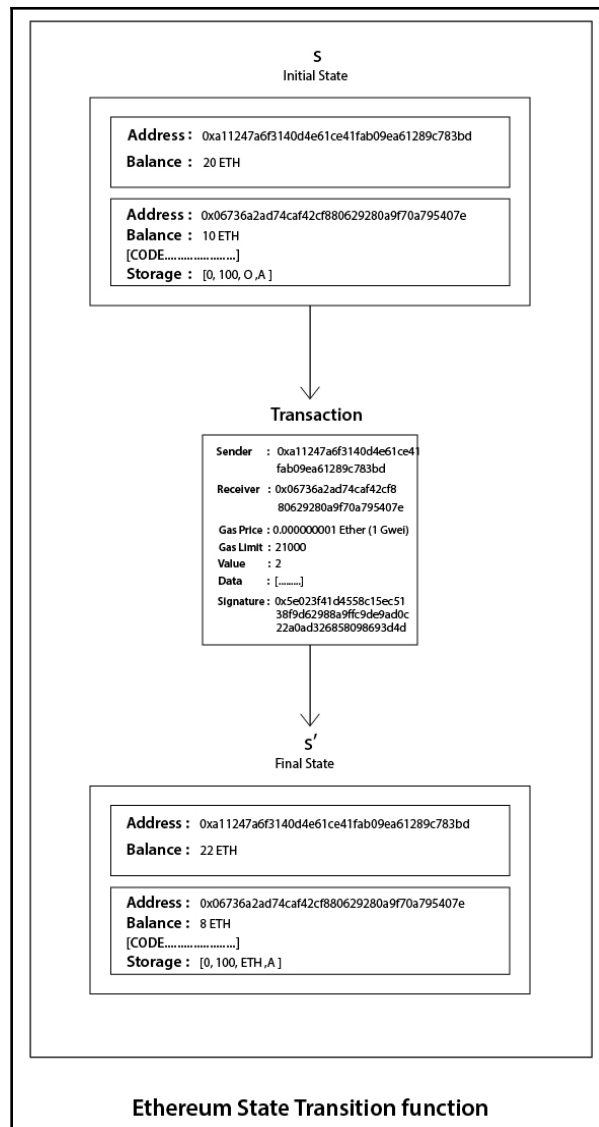 S
Initial State
Address : 0xa11247a6f3140d4e61ce41fab09ea61289c783bd
Balance : 20 ETH
Address : 0x06736a2ad74caf42cf880629280a9f70a795407e
Balance : 10 ETH
[CODE......................]
Storage : [0, 100, O ,A ]
Transaction
Sender : 0xa11247a6f3140d4e61ce41
fab09ea61289c783bd
Receiver : 0x06736a2ad74caf42cf8
80629280a9f70a795407e
Gas Price : 0.000000001 Ether (1 Gwei)
Gas Limit : 21000
Value : 2
Data : [.........]
Signature : 0x5e023f41d4558c15ec51
38f9d62988a9ffc9de9ad0c
22a0ad326858098693d4d
S′
Final State
Address : 0xa11247a6f3140d4e61ce41fab09ea61289c783bd
Balance : 22 ETH
Address : 0x06736a2ad74caf42cf880629280a9f70a795407e
Balance : 8 ETH
[CODE......................]
Storage : [0, 100, ETH ,A ]
Ethereum State Transition function